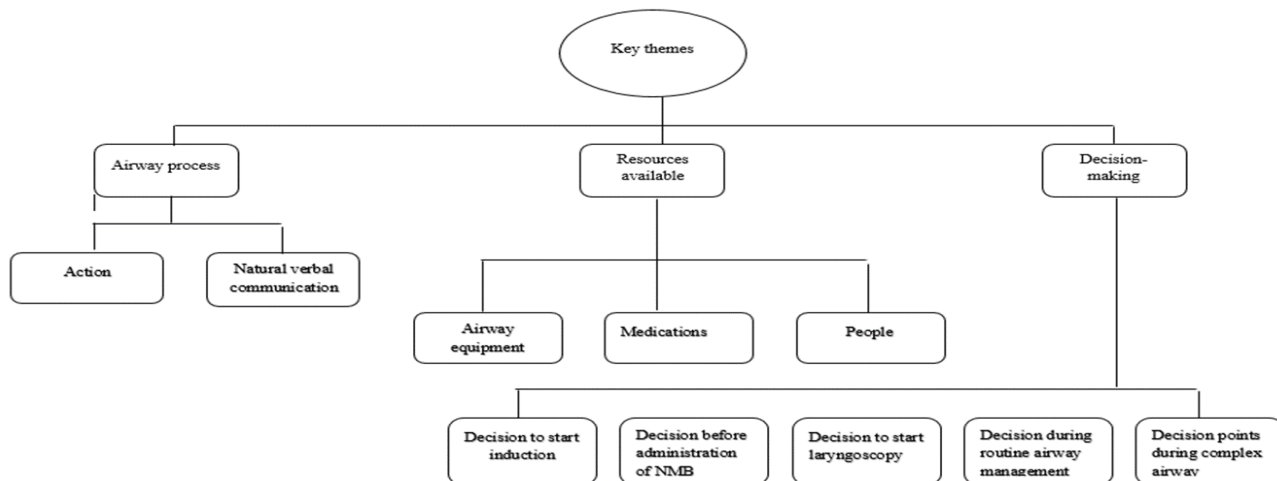 Key themes
Airway process
Resources
available
Decision-
making
Action
Natural verbal
communication
Airway
equipment
Medications
People
Decision to start
induction
Decision before
administration
of NMB
Decision to start
laryngoscopy
Decision during
routine airway
management
Decision points
during complex
airway